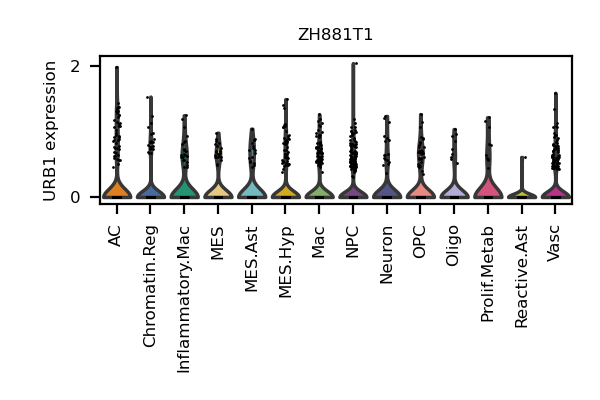 ZH881T1
URB1 expression
2
0
AC
Chromatin.Reg
Inflammatory.Mac
MES
MES.Ast
MES.Hyp
Mac
NPC
Neuron
OPC
Oligo
Prolif.Metab
Reactive.Ast
Vasc